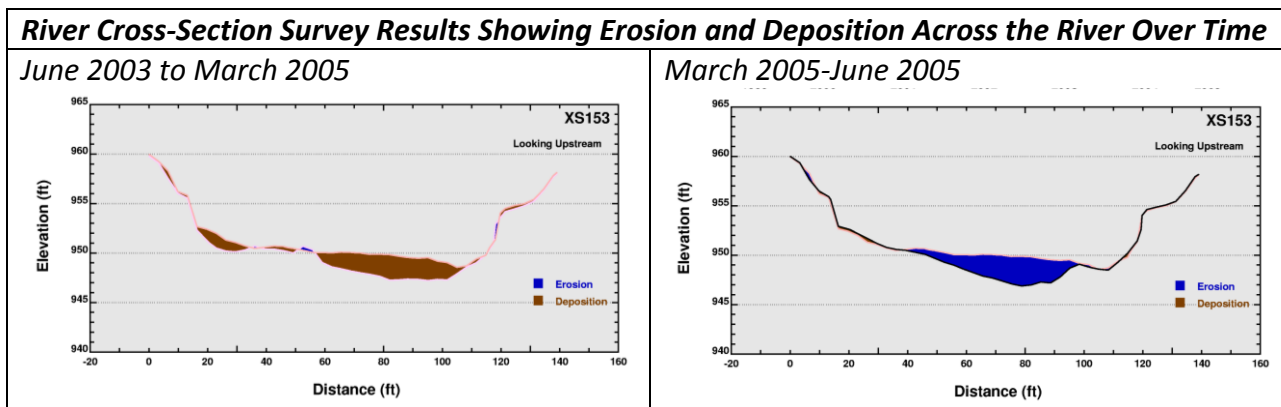 River Cross-Section Survey Results Showing Erosion and Deposition Across the River Over Time
June 2003 to March 2005
965
960
955
950
945
940
Elevation (ft)
XS153
Looking Upstream
Erosion
Deposition
-20 0 20 40 60 80 100 120 140 160
Distance (ft)
March 2005-June 2005
965
960
955
950
945
940
Elevation (ft)
XS153
Looking Upstream
Erosion
Deposition
-20 0 20 40 60 80 100 120 140 160
Distance (ft)